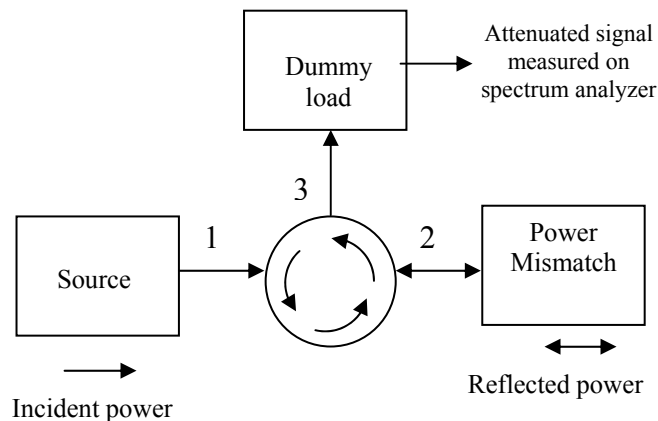 Dummy
load
Attenuated signal
measured on
spectrum analyzer
3
1
2
Source
Power
Mismatch
Incident power
Reflected power